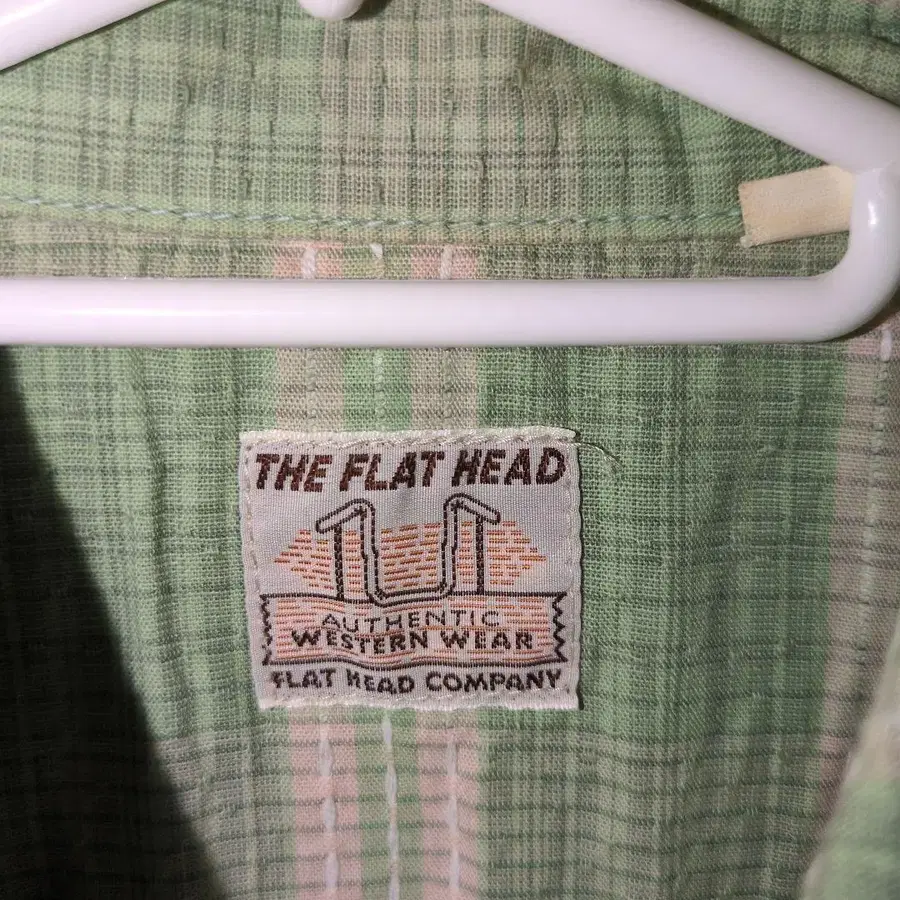 THE FLAT HEAD
AUTHENTIC
WESTERN WEAR
FLAT HEAD COMPANY